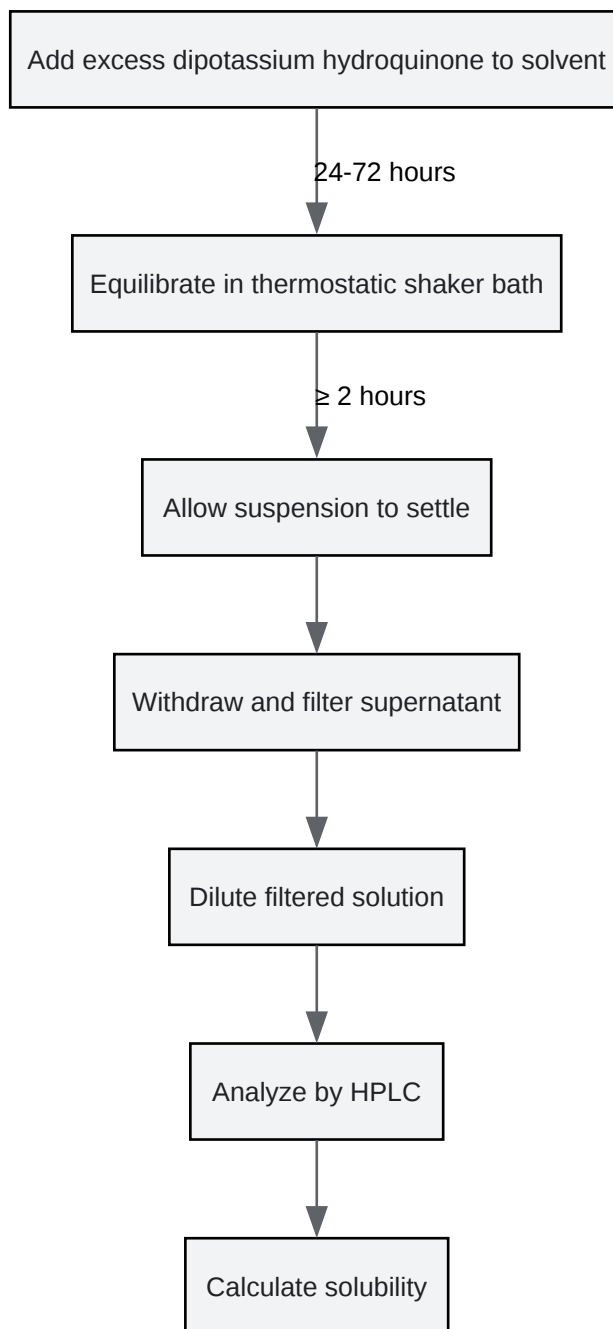 Add excess dipotassium hydroquinone to solvent
24-72 hours
Equilibrate in thermostatic shaker bath
≥ 2 hours
Allow suspension to settle
Withdraw and filter supernatant
Dilute filtered solution
Analyze by HPLC
Calculate solubility